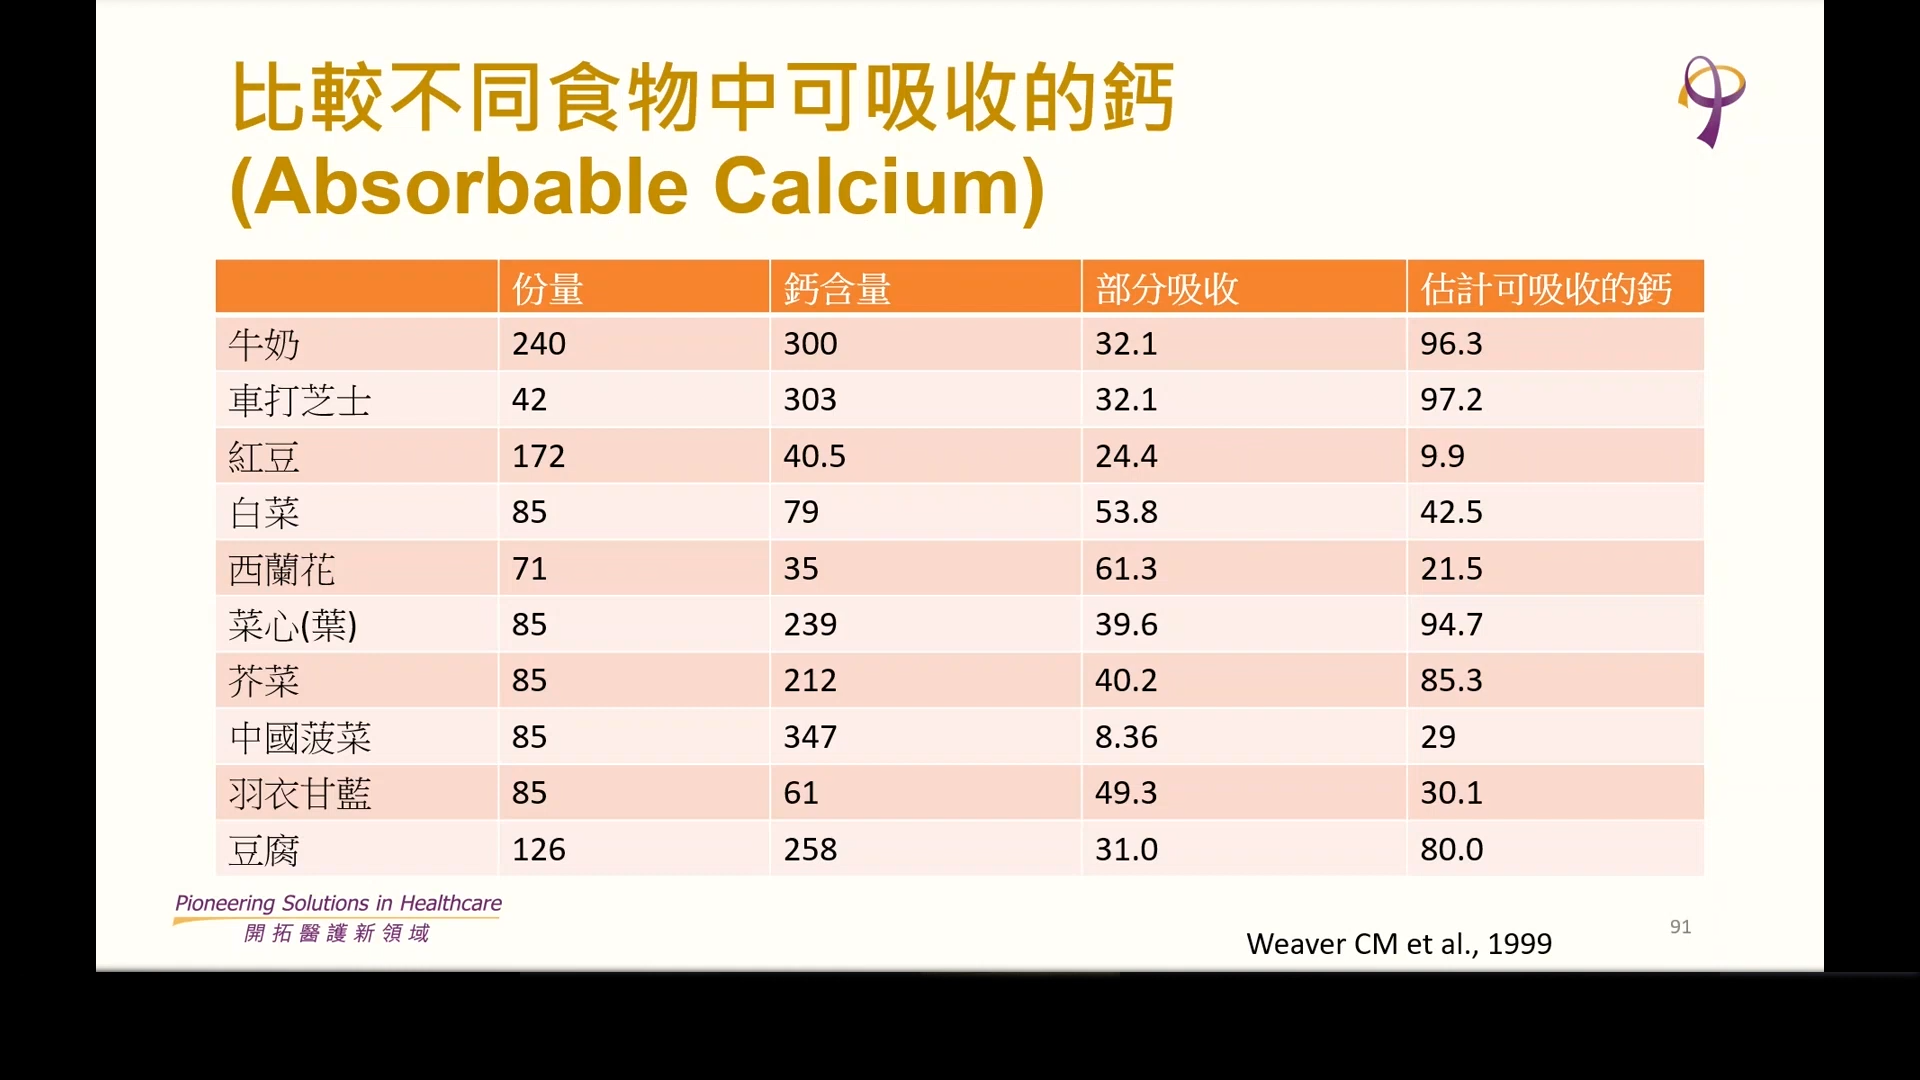 比較不同食物中可吸收的鈣
(Absorbable Calcium)
份量 鈣含量 部分吸收 估計可吸收的鈣
牛奶 240 300 32.1 96.3
車打芝士 42 303 32.1 97.2
紅豆 172 40.5 24.4 9.9
白菜 85 79 53.8 42.5
西蘭花 71 35 61.3 21.5
菜心(葉) 85 239 39.6 94.7
芥菜 85 212 40.2 85.3
中國菠菜 85 347 8.36 29
羽衣甘藍 85 61 49.3 30.1
豆腐 126 258 31.0 80.0
Pioneering Solutions in Healthcare
開拓醫護新領域
Weaver CM et al., 1999
91